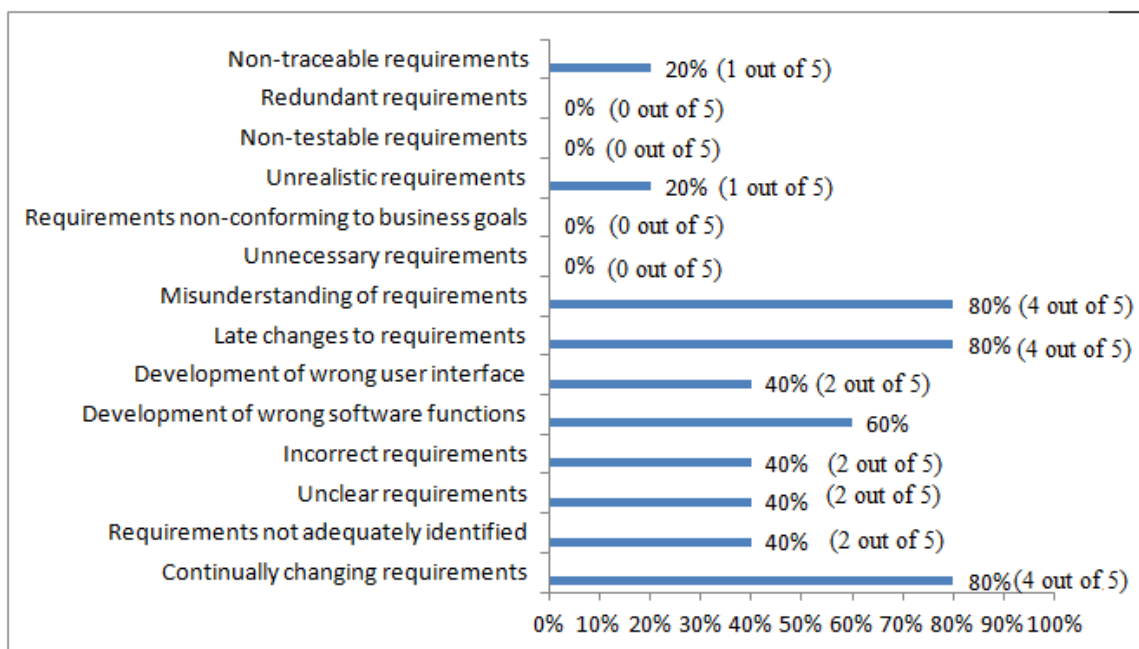 Non-traceable requirements 20% (1 out of 5)
Redundant requirements 0% (0 out of 5)
Non-testable requirements 0% (0 out of 5)
Unrealistic requirements 20% (1 out of 5)
Requirements non-conforming to business goals 0% (0 out of 5)
Unnecessary requirements 0% (0 out of 5)
Misunderstanding of requirements 80% (4 out of 5)
Late changes to requirements 80% (4 out of 5)
Development of wrong user interface 40% (2 out of 5)
Development of wrong software functions 60%
Incorrect requirements 40% (2 out of 5)
Unclear requirements 40% (2 out of 5)
Requirements not adequately identified 40% (2 out of 5)
Continually changing requirements 80% (4 out of 5)
0% 10% 20% 30% 40% 50% 60% 70% 80% 90% 100%